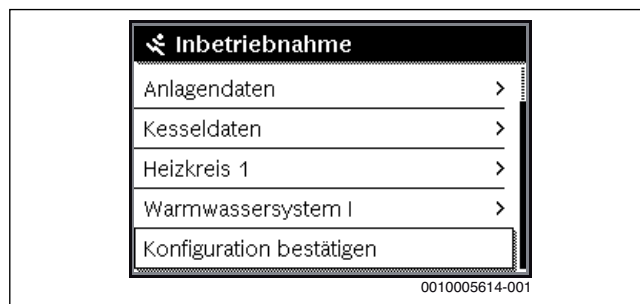 Inbetriebnahme
Anlagendaten >
Kesseldaten >
Heizkreis 1 >
Warmwassersystem I >
Konfiguration bestätigen
0010005614-001